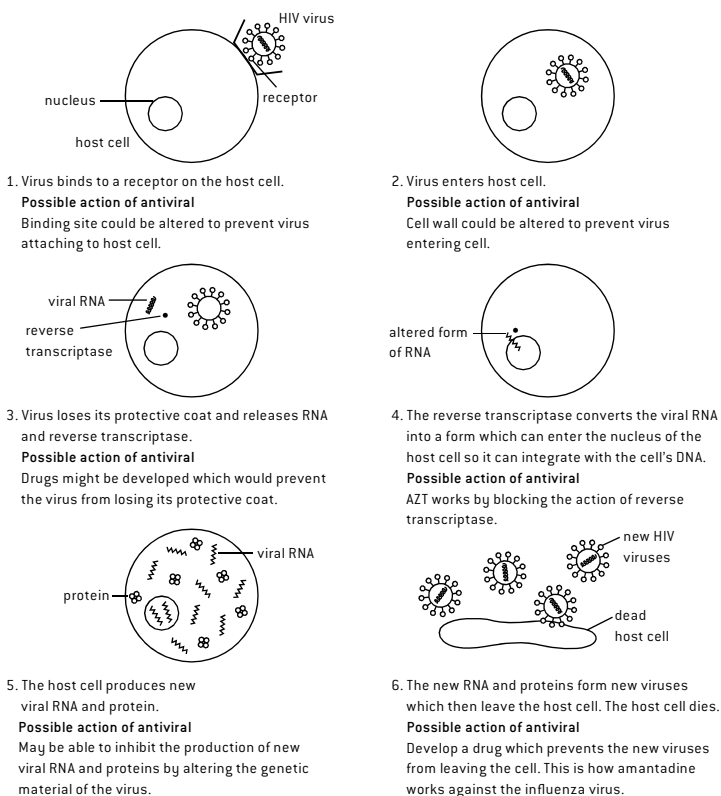 HIV virus
nucleus
receptor
host cell
1. Virus binds to a receptor on the host cell.
Possible action of antiviral
Binding site could be altered to prevent virus
attaching to host cell.
2. Virus enters host cell.
Possible action of antiviral
Cell wall could be altered to prevent virus
entering cell.
viral RNA
reverse
transcriptase
3. Virus loses its protective coat and releases RNA
and reverse transcriptase.
Possible action of antiviral
Drugs might be developed which would prevent
the virus from losing its protective coat.
altered form
of RNA
4. The reverse transcriptase converts the viral RNA
into a form which can enter the nucleus of the
host cell so it can integrate with the cell's DNA.
Possible action of antiviral
AZT works by blocking the action of reverse
transcriptase.
viral RNA
protein
5. The host cell produces new
viral RNA and protein.
Possible action of antiviral
May be able to inhibit the production of new
viral RNA and proteins by altering the genetic
material of the virus.
new HIV
viruses
dead
host cell
6. The new RNA and proteins form new viruses
which then leave the host cell. The host cell dies.
Possible action of antiviral
Develop a drug which prevents the new viruses
from leaving the cell. This is how amantadine
works against the influenza virus.